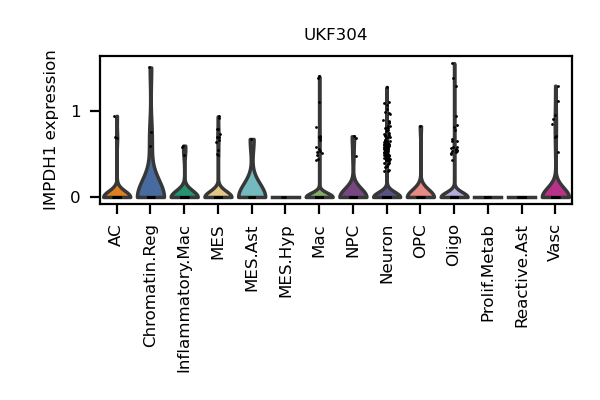 UKF304
IMPDH1 expression
1
0
AC
Chromatin.Reg
Inflammatory.Mac
MES
MES.Ast
MES.Hyp
Mac
NPC
Neuron
OPC
Oligo
Prolif.Metab
Reactive.Ast
Vasc